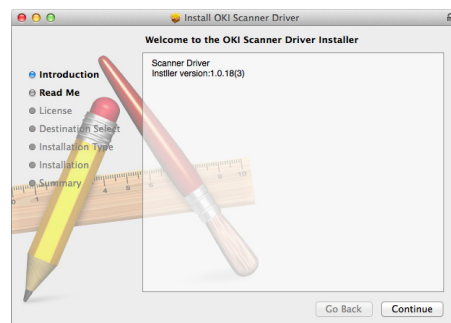 Install OKI Scanner Driver
Welcome to the OKI Scanner Driver Installer
Introduction
Read Me
License
Destination Select
Installation Type
Installation
Summary
Scanner Driver
Instller version:1.0.18(3)
Go Back
Continue